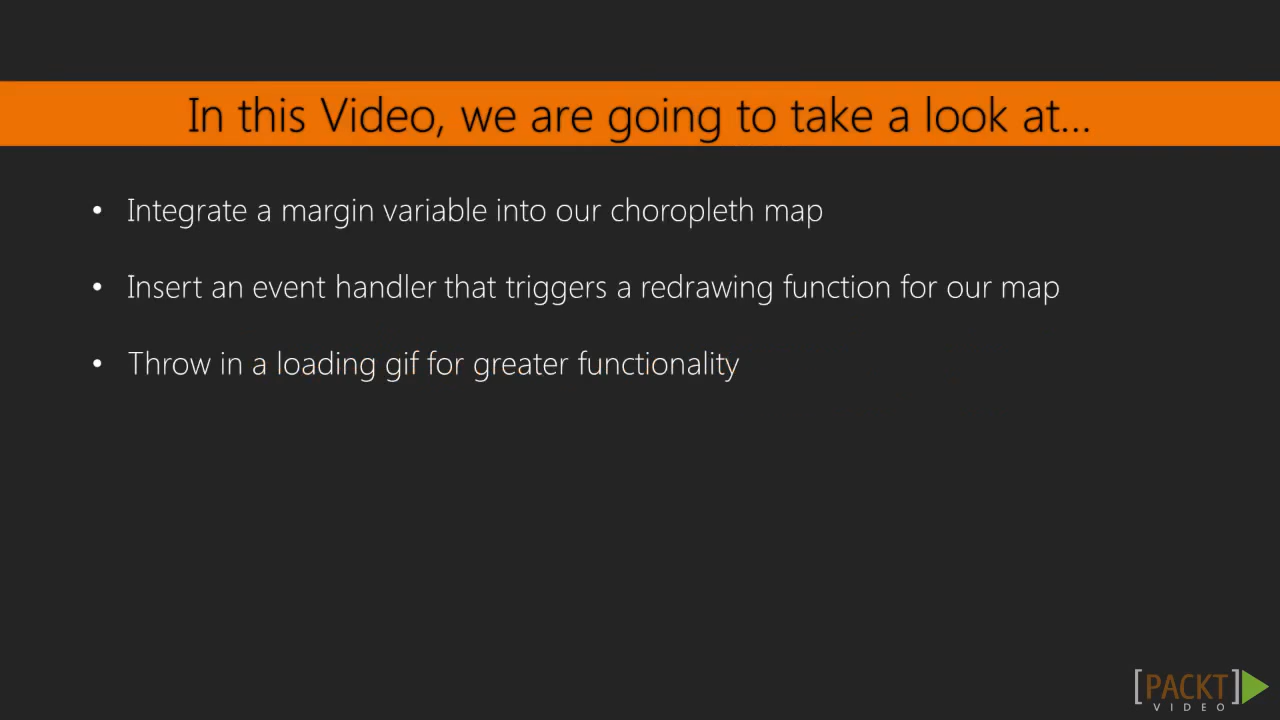 In this Video, we are going to take a look at...
• Integrate a margin variable into our choropleth map
• Insert an event handler that triggers a redrawing function for our map
• Throw in a loading gif for greater functionality
[PACKT]
VIDEO